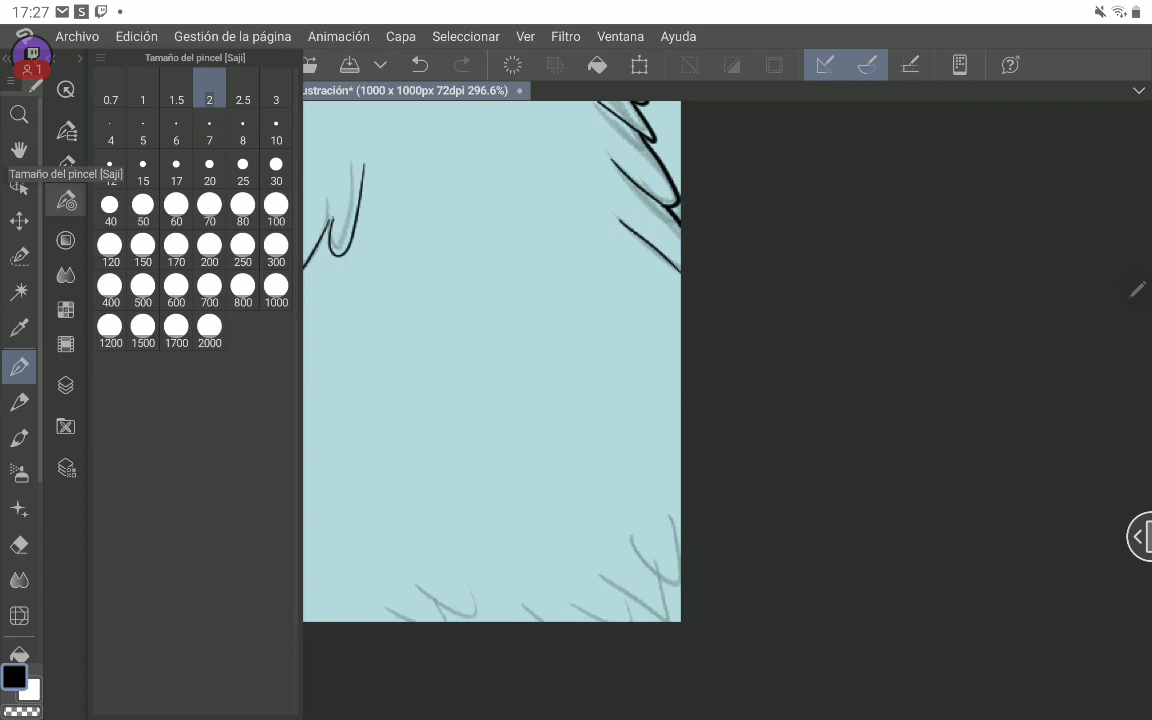 17:27
S
Archivo Edición Gestión de la página Animación Capa Seleccionar Ver Filtro Ventana Ayuda
1
Tamaño del pincel [Saji]
ustración* (1000 x 1000px 72dpi 296.6%)
0.7 1 1.5 2 2.5 3
4 5 6 7 8 10
Tamaño del pincel [Saji]
12 15 17 20 25 30
40 50 60 70 80 100
120 150 170 200 250 300
400 500 600 700 800 1000
1200 1500 1700 2000